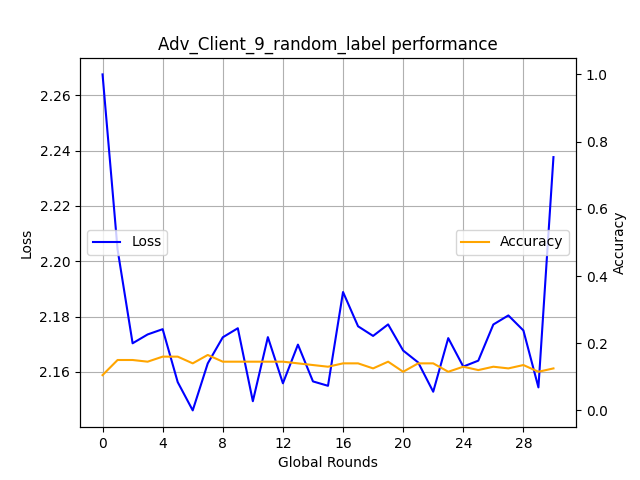 Adv_Client_9_random_label performance
2.26
2.24
2.22
2.20
2.18
2.16
Loss
Loss
Accuracy
1.0
0.8
0.6
0.4
0.2
0.0
Accuracy
0 4 8 12 16 20 24 28
Global Rounds